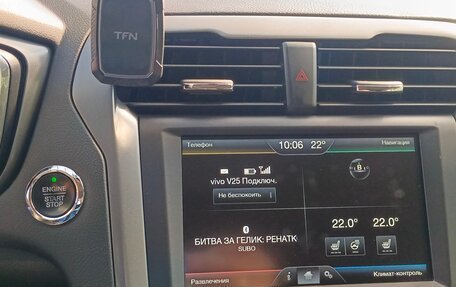 TFN
Телефон
10:06 22°
Навигация
ENGINE
START
STOP
vivo V25 Подключ.
Не беспокоить
БИТВА ЗА ГЕЛИК: РЕНАТК
SUBO
22.0° 22.0°
Развлечения
Климат-контроль